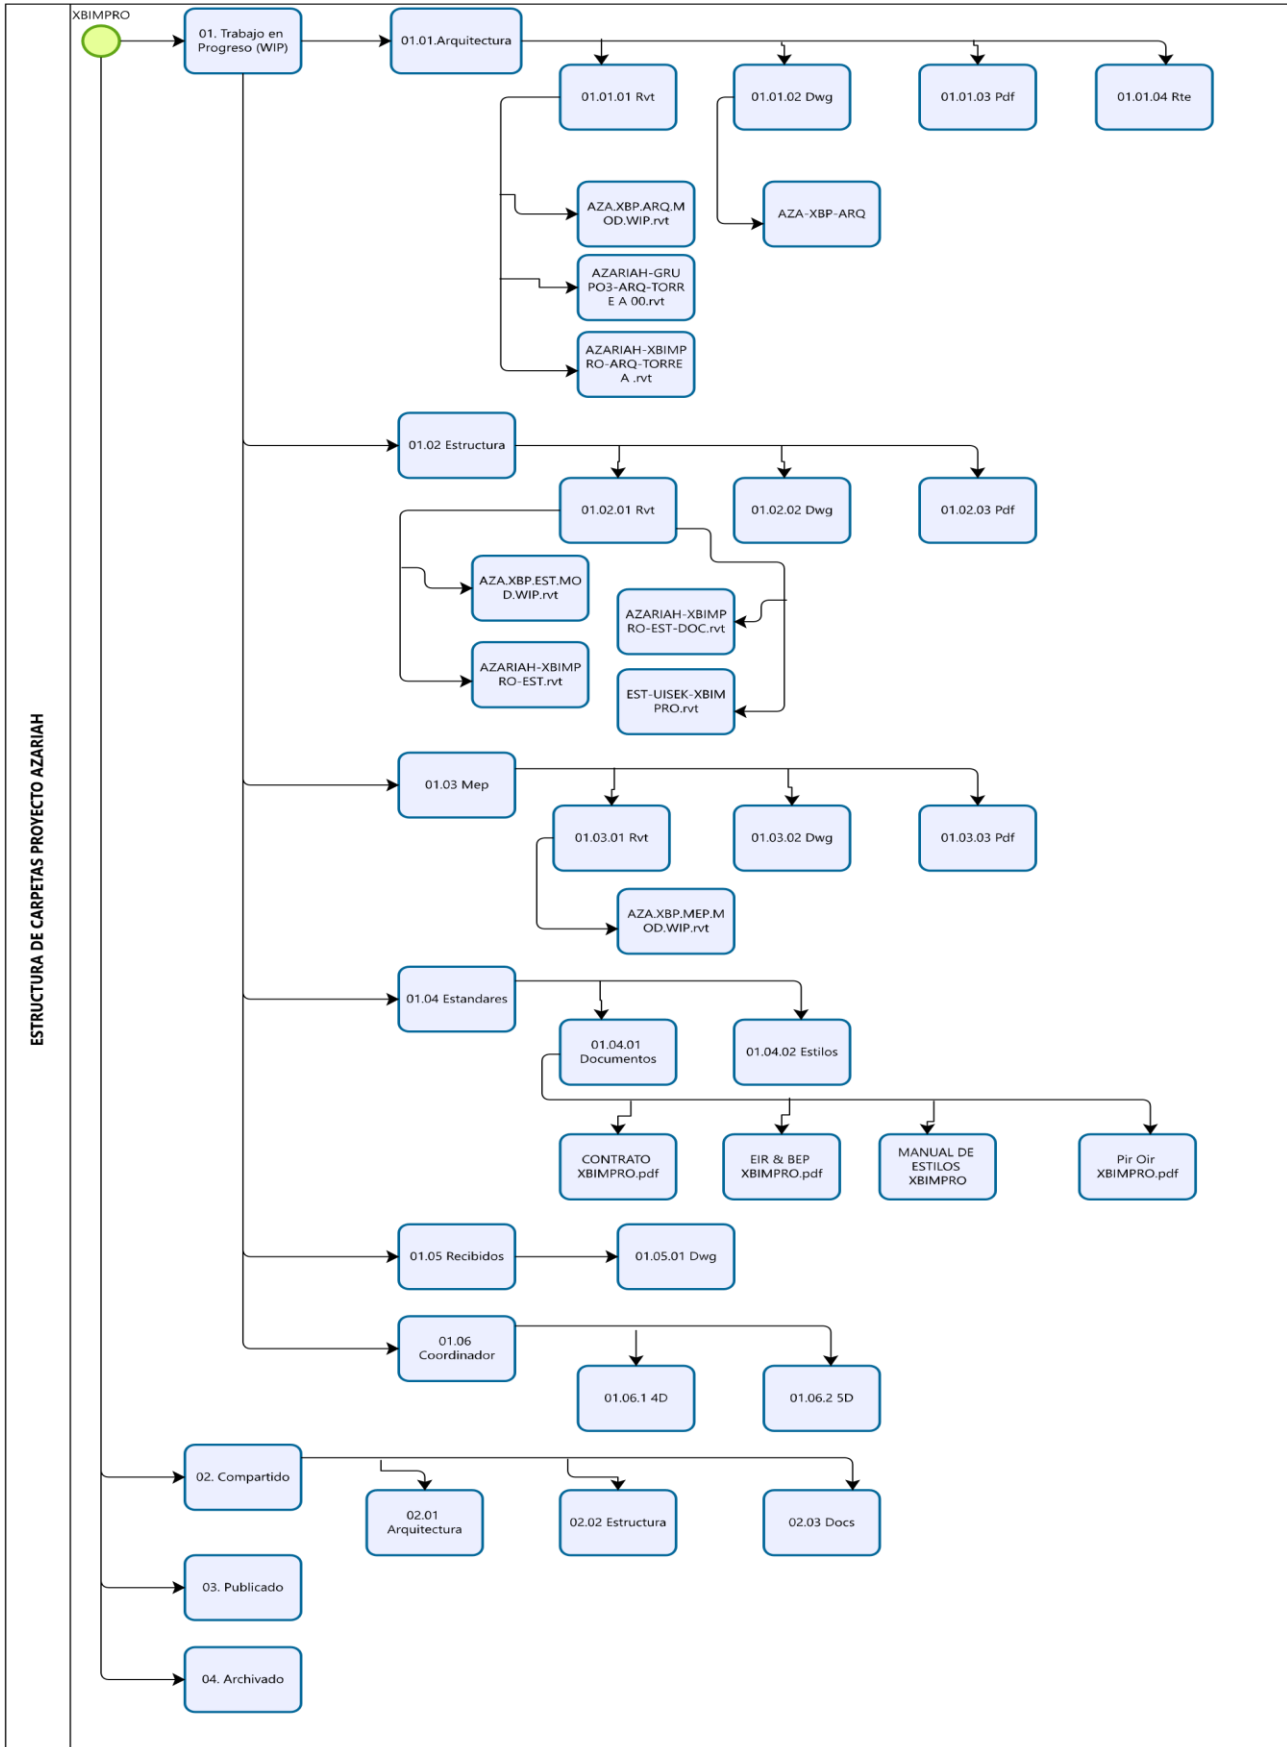 XBIMPRO
ESTRUCTURA DE CARPETAS PROYECTO AZARIAH
01. Trabajo en
Progreso (WIP)
01.01.Arquitectura
01.01.01 Rvt
01.01.02 Dwg
01.01.03 Pdf
01.01.04 Rte
AZA.XBP.ARQ.M
OD.WIP.rvt
AZA-XBP-ARQ
AZARIAH-GRU
PO3-ARQ-TORR
E A 00.rvt
AZARIAH-XBIMP
RO-ARQ-TORRE
A .rvt
01.02 Estructura
01.02.01 Rvt
01.02.02 Dwg
01.02.03 Pdf
AZA.XBP.EST.MO
D.WIP.rvt
AZARIAH-XBIMP
RO-EST-DOC.rvt
AZARIAH-XBIMP
RO-EST.rvt
EST-UISEK-XBIM
PRO.rvt
01.03 Mep
01.03.01 Rvt
01.03.02 Dwg
01.03.03 Pdf
AZA.XBP.MEP.M
OD.WIP.rvt
01.04 Estandares
01.04.01
Documentos
01.04.02 Estilos
CONTRATO
XBIMPRO.pdf
EIR & BEP
XBIMPRO.pdf
MANUAL DE
ESTILOS
XBIMPRO
Pir Oir
XBIMPRO.pdf
01.05 Recibidos
01.05.01 Dwg
01.06
Coordinador
01.06.1 4D
01.06.2 5D
02. Compartido
02.01
Arquitectura
02.02 Estructura
02.03 Docs
03. Publicado
04. Archivado